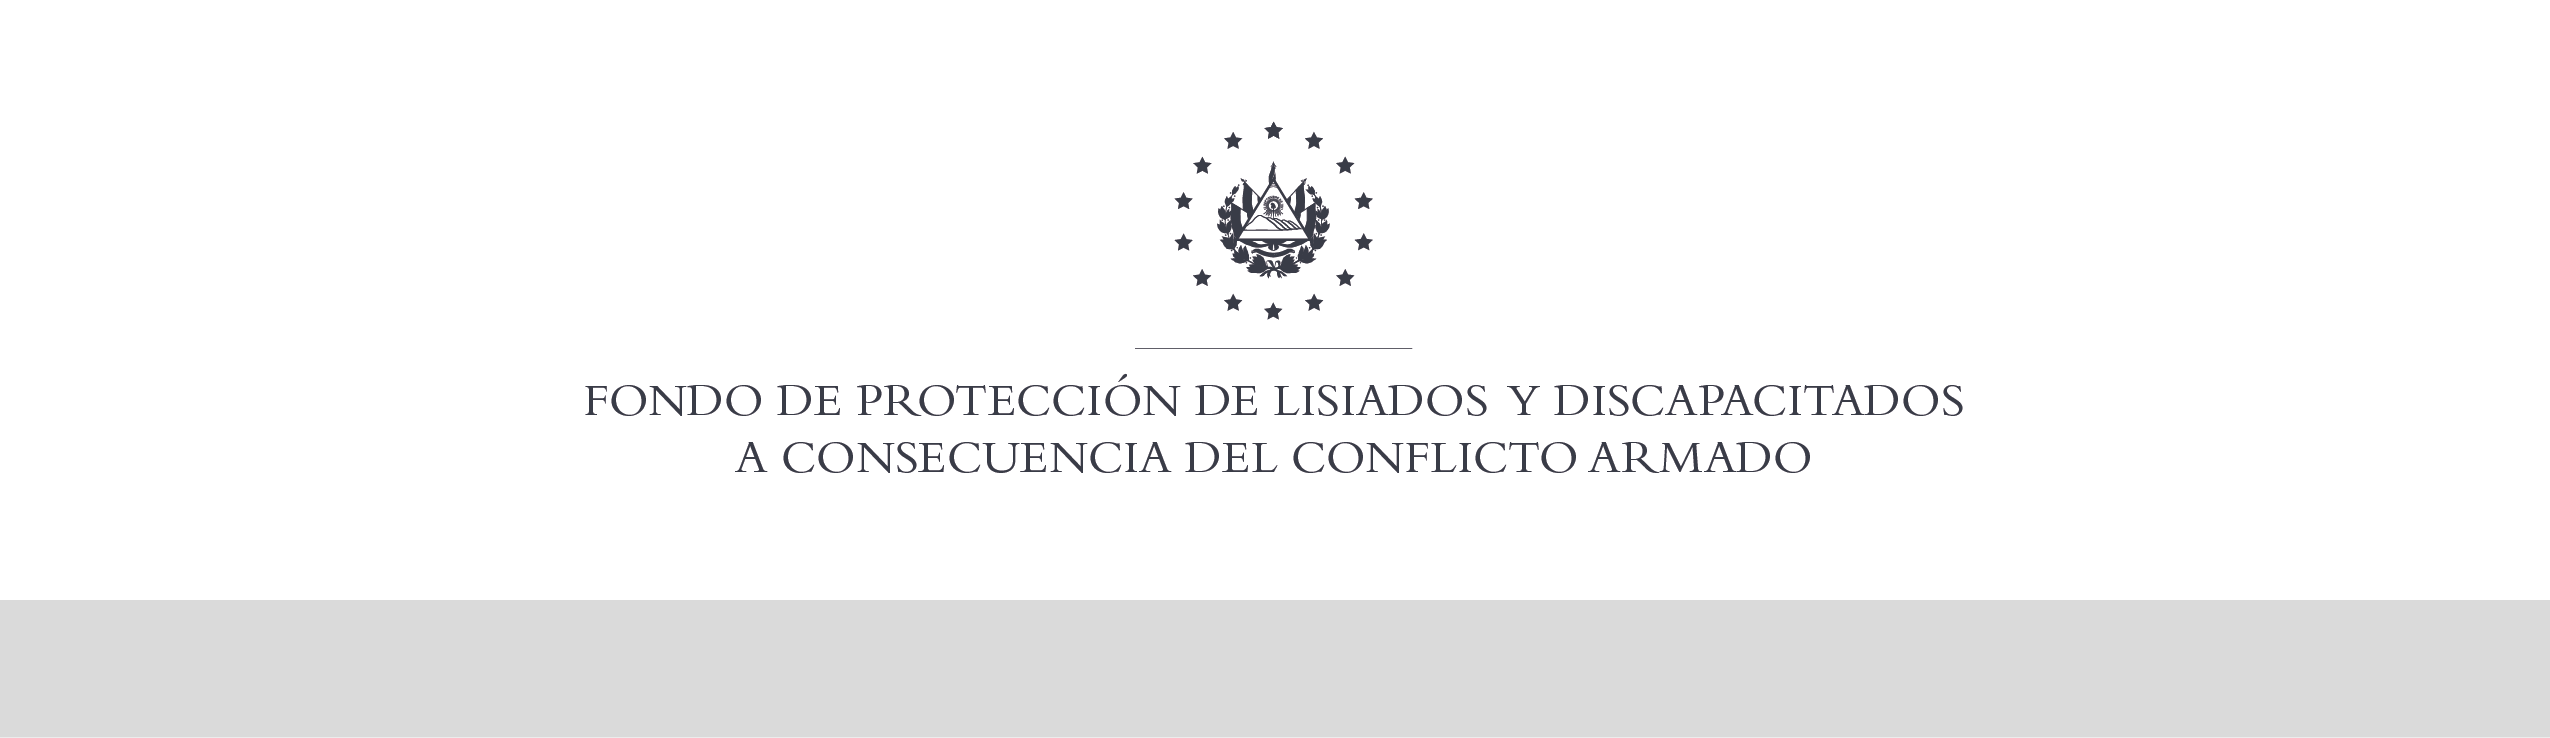 FONDO DE PROTECCIÓN DE LISIADOS Y DISCAPACITADOS
A CONSECUENCIA DEL CONFLICTO ARMADO